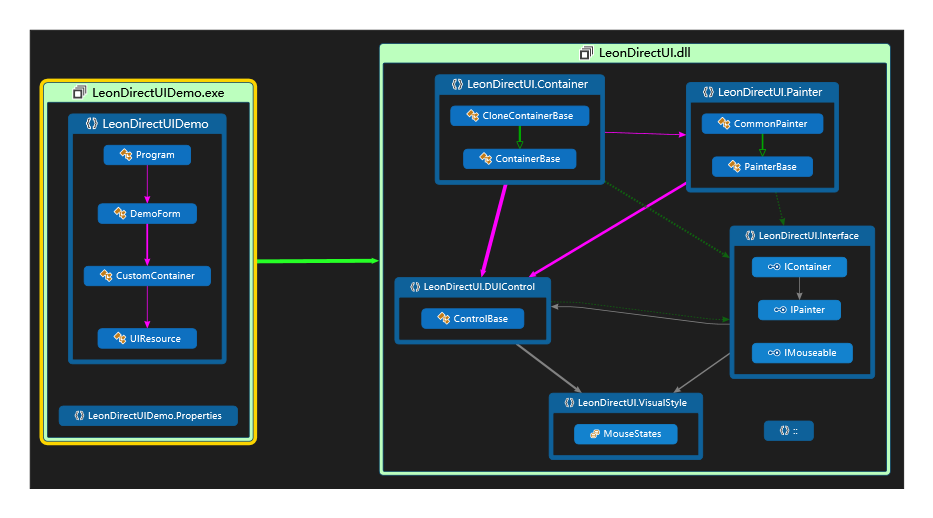 LeonDirectUI.dll
LeonDirectUIDemo.exe
LeonDirectUIDemo
Program
DemoForm
CustomContainer
UIResource
LeonDirectUIDemo.Properties
LeonDirectUI.Container
CloneContainerBase
ContainerBase
LeonDirectUI.Painter
CommonPainter
PainterBase
LeonDirectUI.Interface
IContainer
IPainter
IMouseable
LeonDirectUI.DUIControl
ControlBase
LeonDirectUI.VisualStyle
MouseStates
::